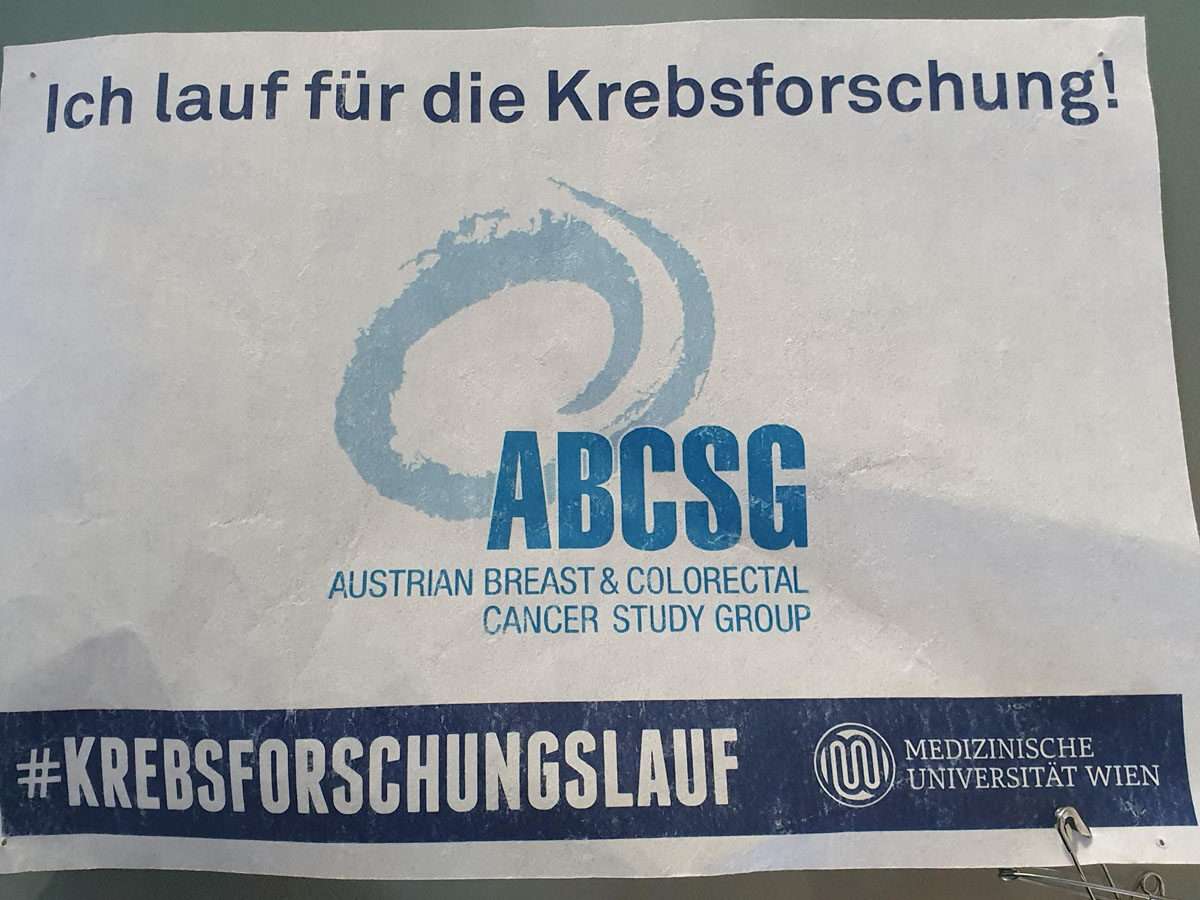 Ich lauf für die Krebsforschung!
ABCSG
AUSTRIAN BREAST & COLORECTAL
CANCER STUDY GROUP
#KREBSFORSCHUNGSLAUF
MEDIZINISCHE
UNIVERSITÄT WIEN